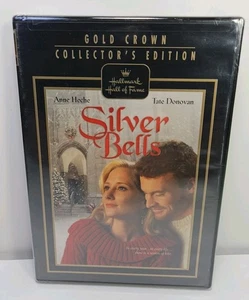 GOLD CROWN
COLLECTOR'S EDITION
Hallmark
Hall of Fame
Anne Heche Tate Donovan
Silver
Bells